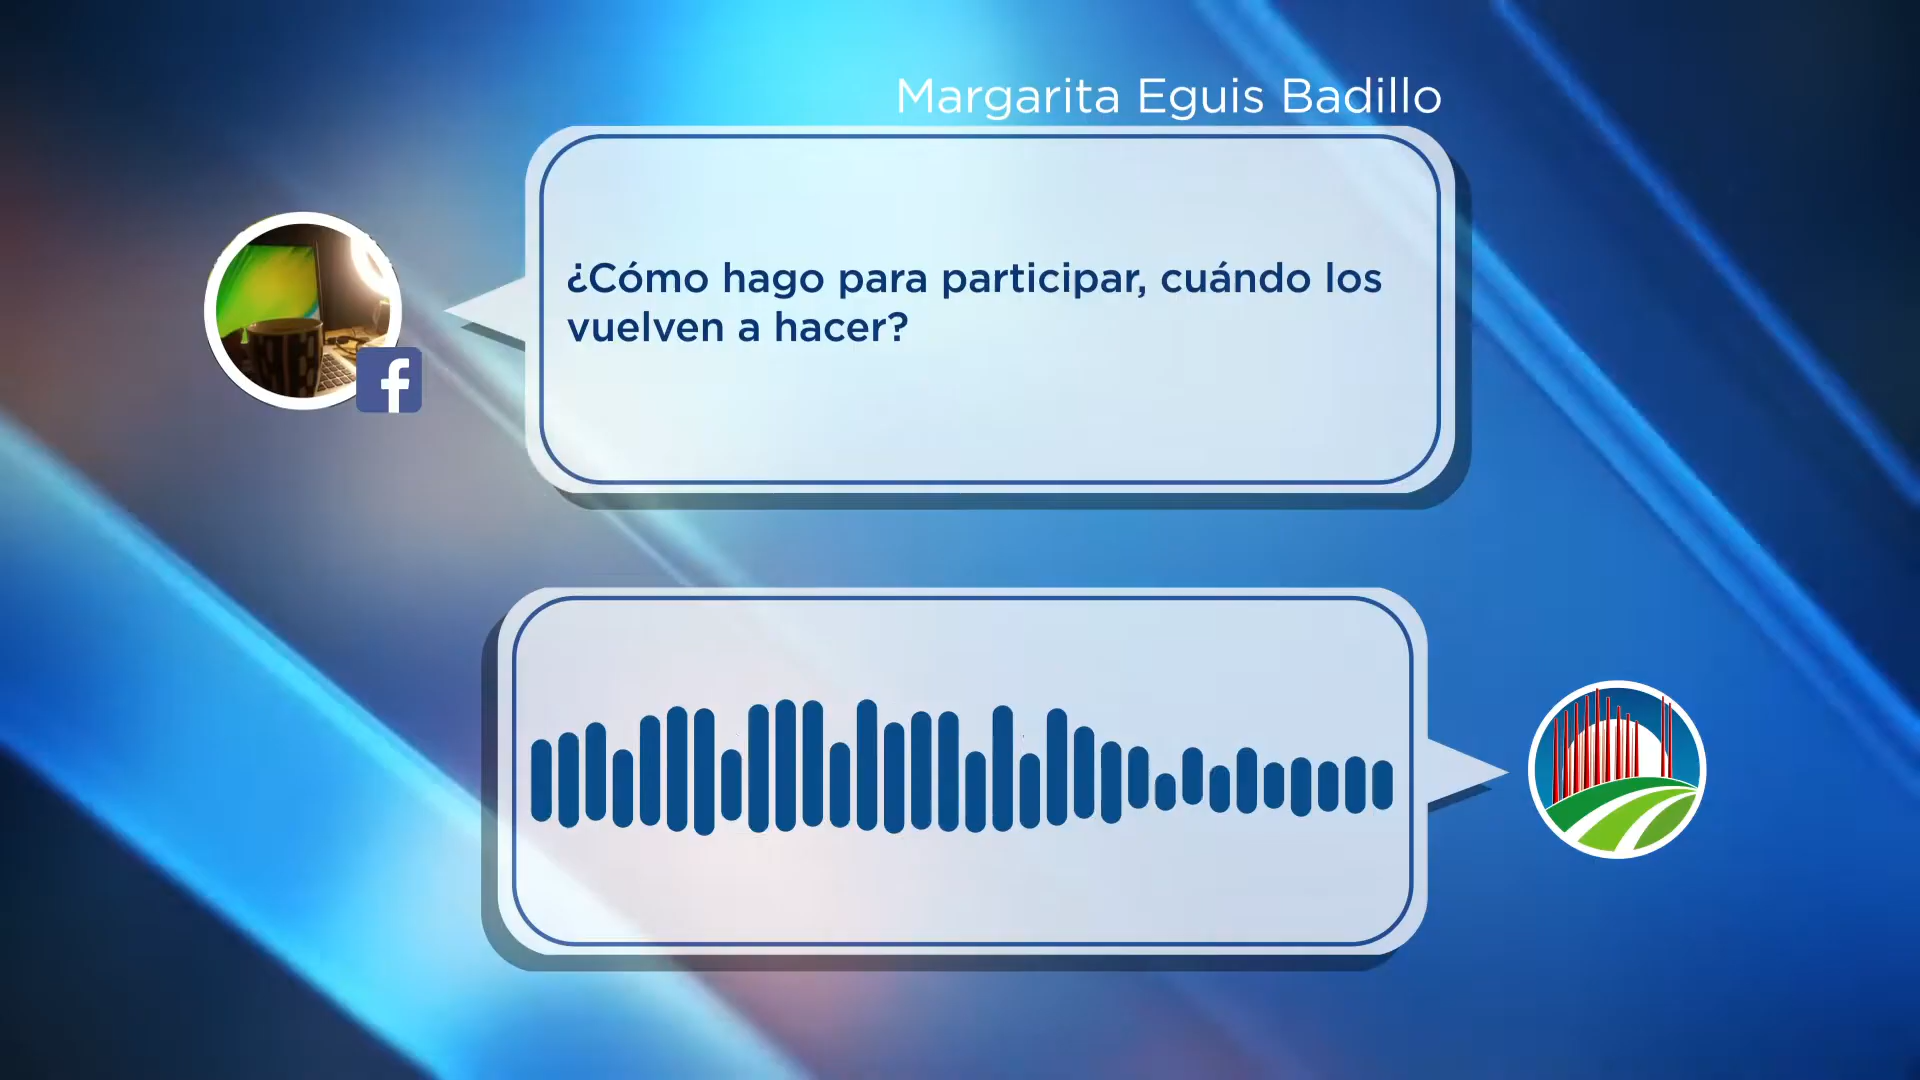 Margarita Eguis Badillo
¿Cómo hago para participar, cuándo los
vuelven a hacer?